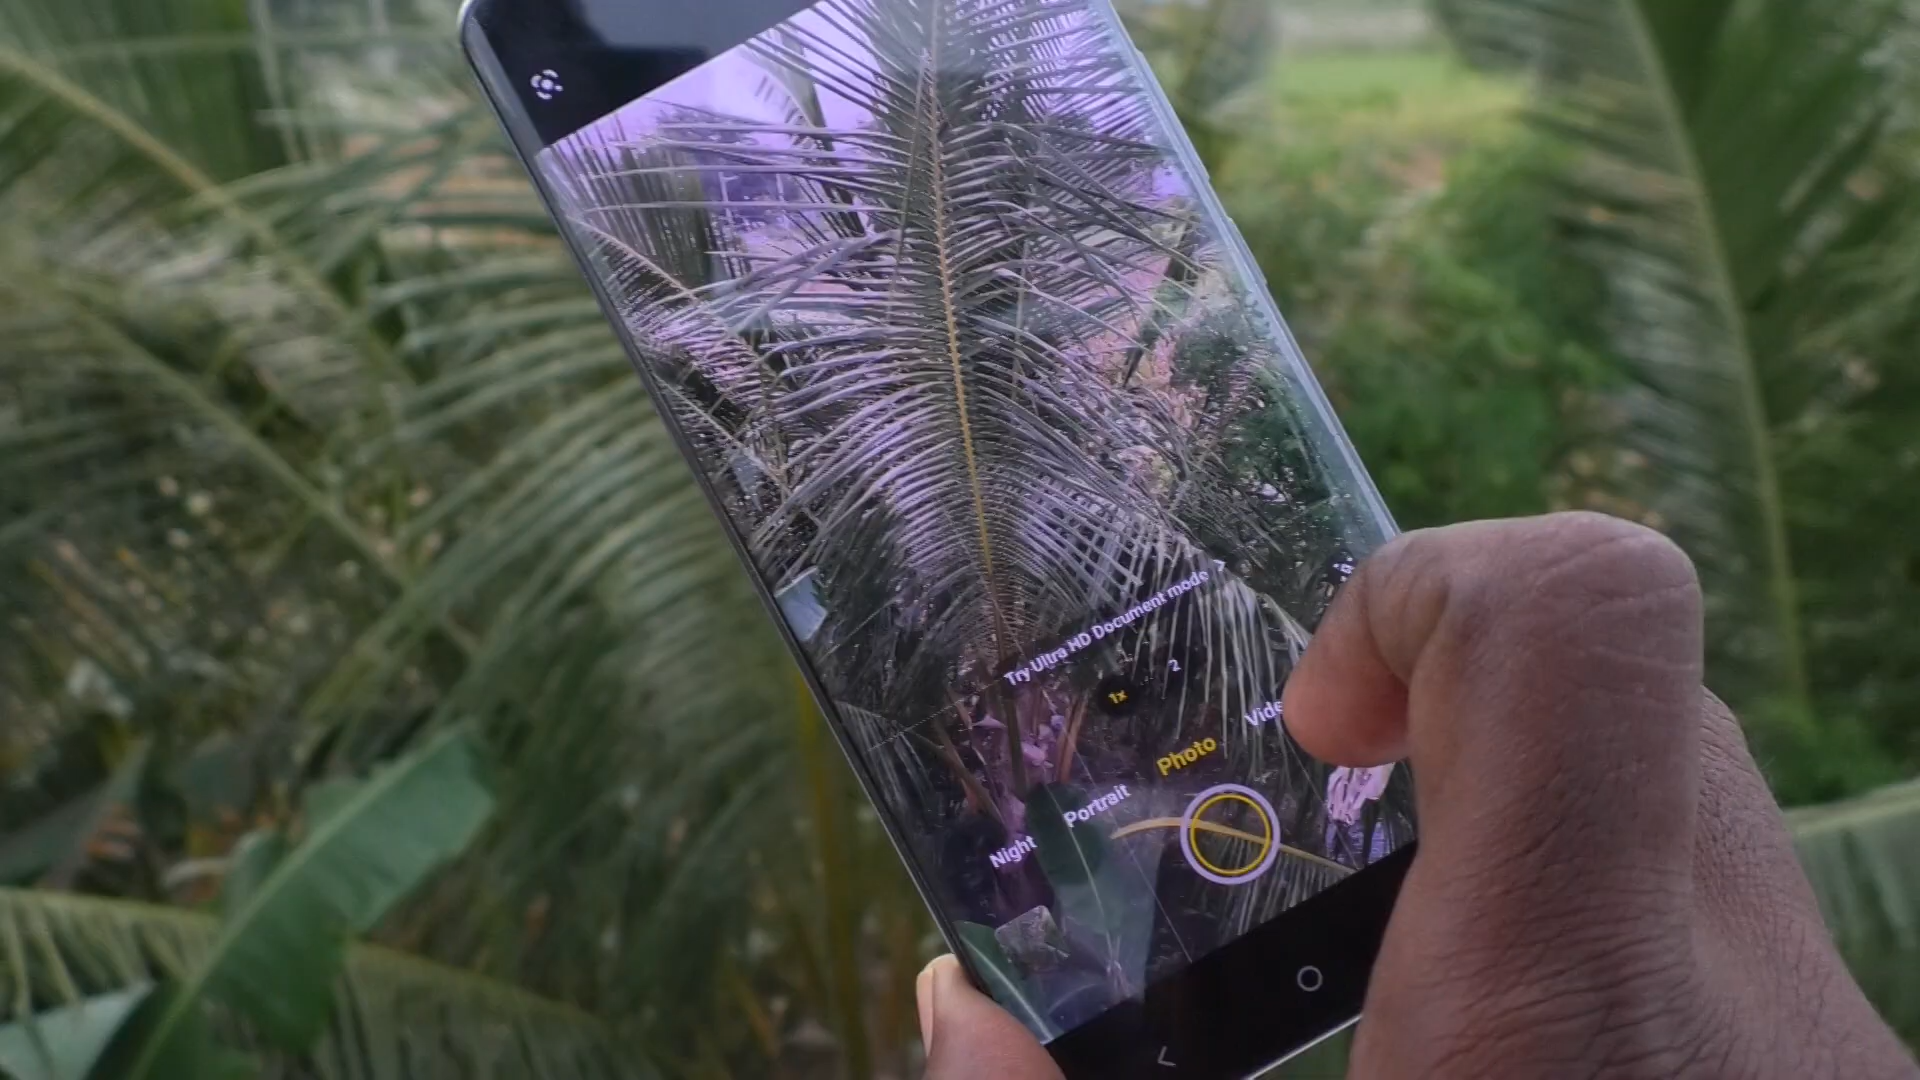 Try Ultra HD Document mode >
1x
2
Night
Portrait
Photo
Vide